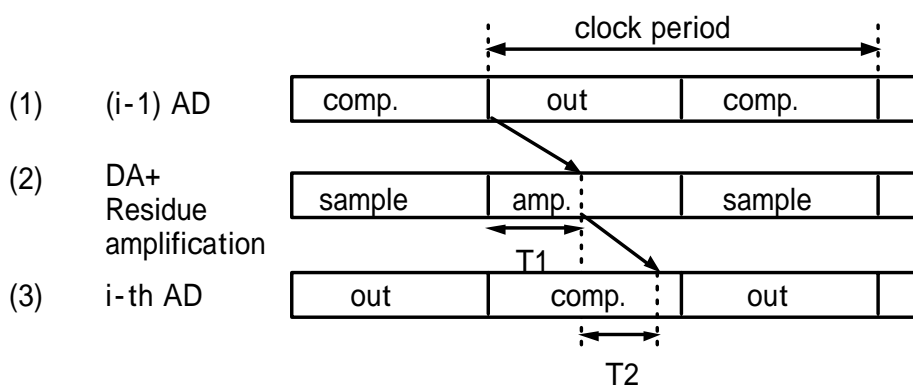 clock period
(1) (i-1) AD comp. out comp.
(2) DA+
Residue
amplification
sample amp. sample
T1
(3) i-th AD out comp. out
T2